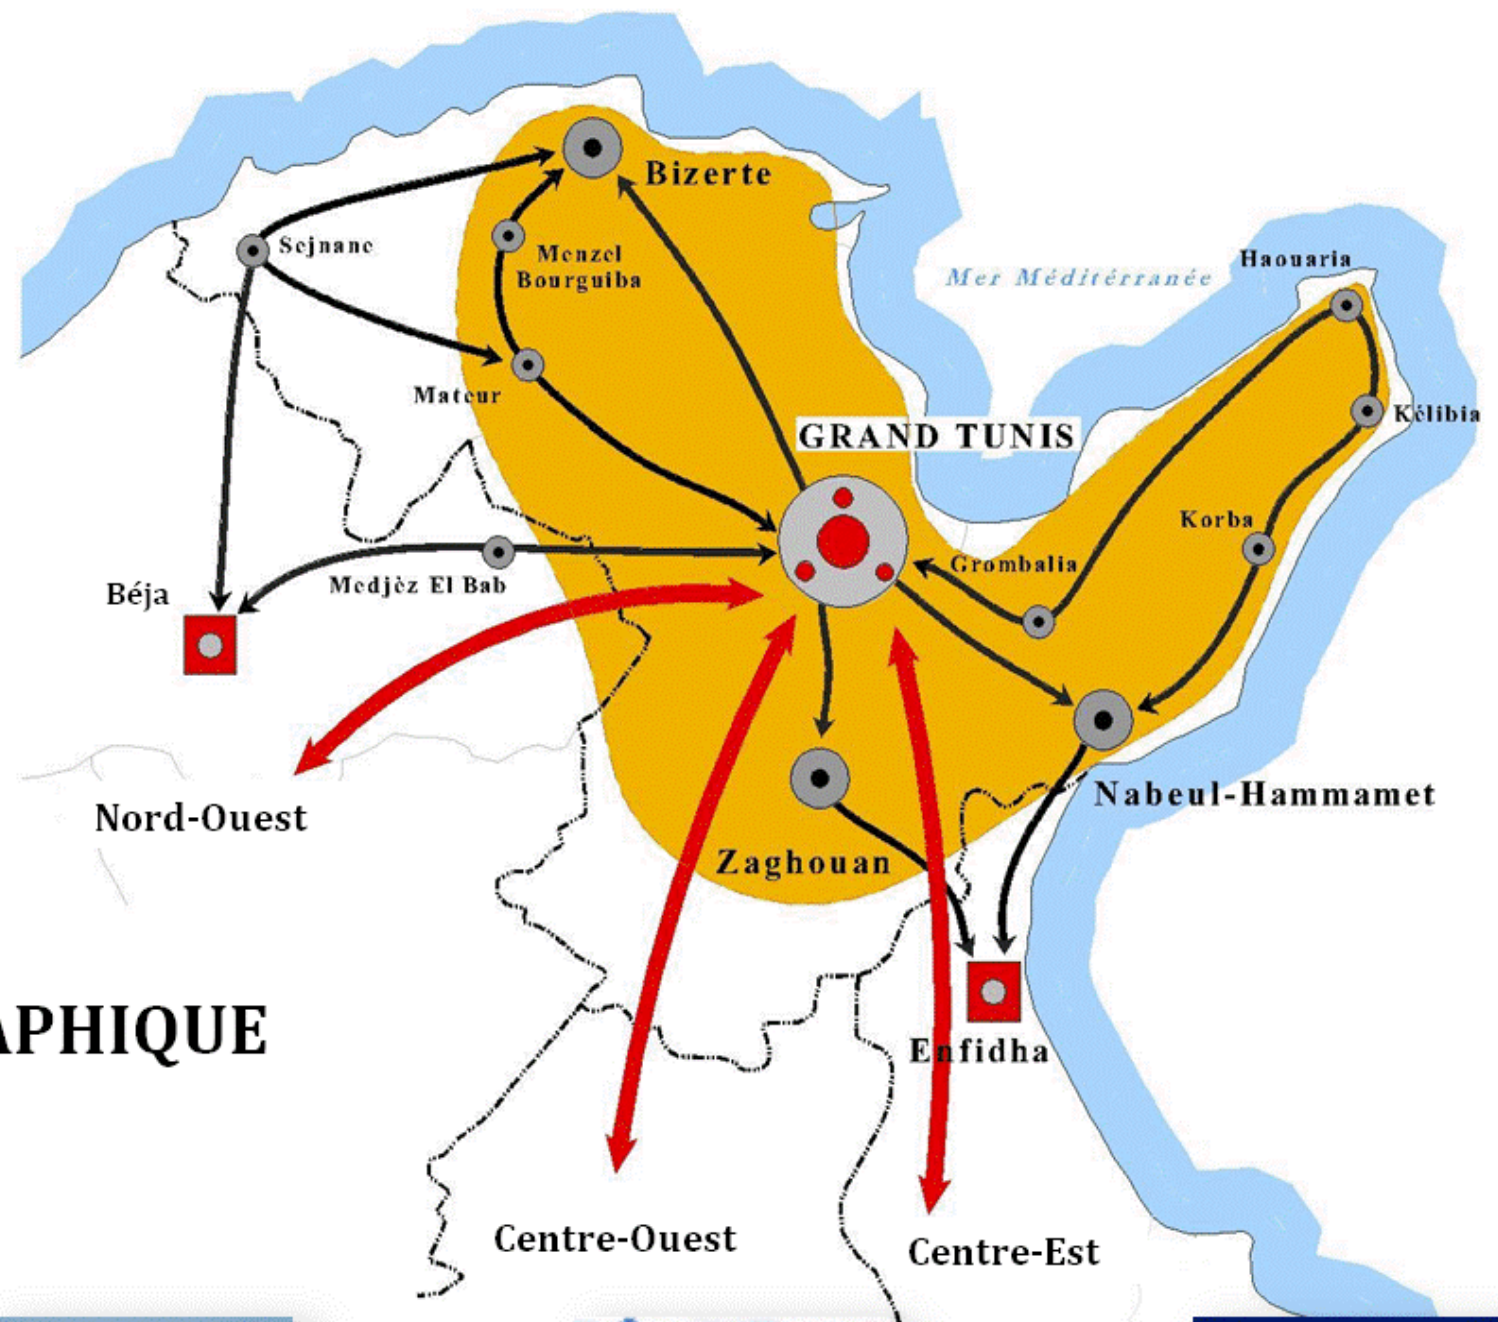 Bizerte
Sejnane
Menzel
Bourguiba
Haouaria
Mer Méditérranée
Mateur
Kélibia
GRAND TUNIS
Korba
Grombalia
Medjèz El Bab
Béja
Nabeul-Hammamet
Nord-Ouest
Zaghouan
APHIQUE
Enfidha
Centre-Ouest
Centre-Est